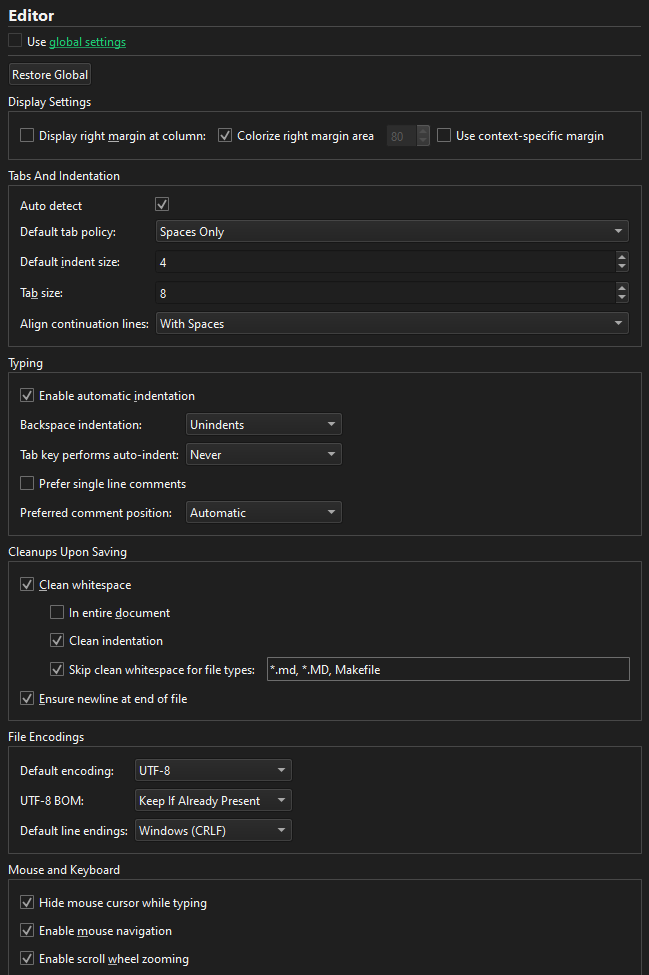 Editor
Use global settings
Restore Global
Display Settings
Display right margin at column: Colorize right margin area 80 Use context-specific margin
Tabs And Indentation
Auto detect
Default tab policy: Spaces Only
Default indent size: 4
Tab size: 8
Align continuation lines: With Spaces
Typing
Enable automatic indentation
Backspace indentation: Unindents
Tab key performs auto-indent: Never
Prefer single line comments
Preferred comment position: Automatic
Cleanups Upon Saving
Clean whitespace
In entire document
Clean indentation
Skip clean whitespace for file types: *.md, *.MD, Makefile
Ensure newline at end of file
File Encodings
Default encoding: UTF-8
UTF-8 BOM: Keep If Already Present
Default line endings: Windows (CRLF)
Mouse and Keyboard
Hide mouse cursor while typing
Enable mouse navigation
Enable scroll wheel zooming